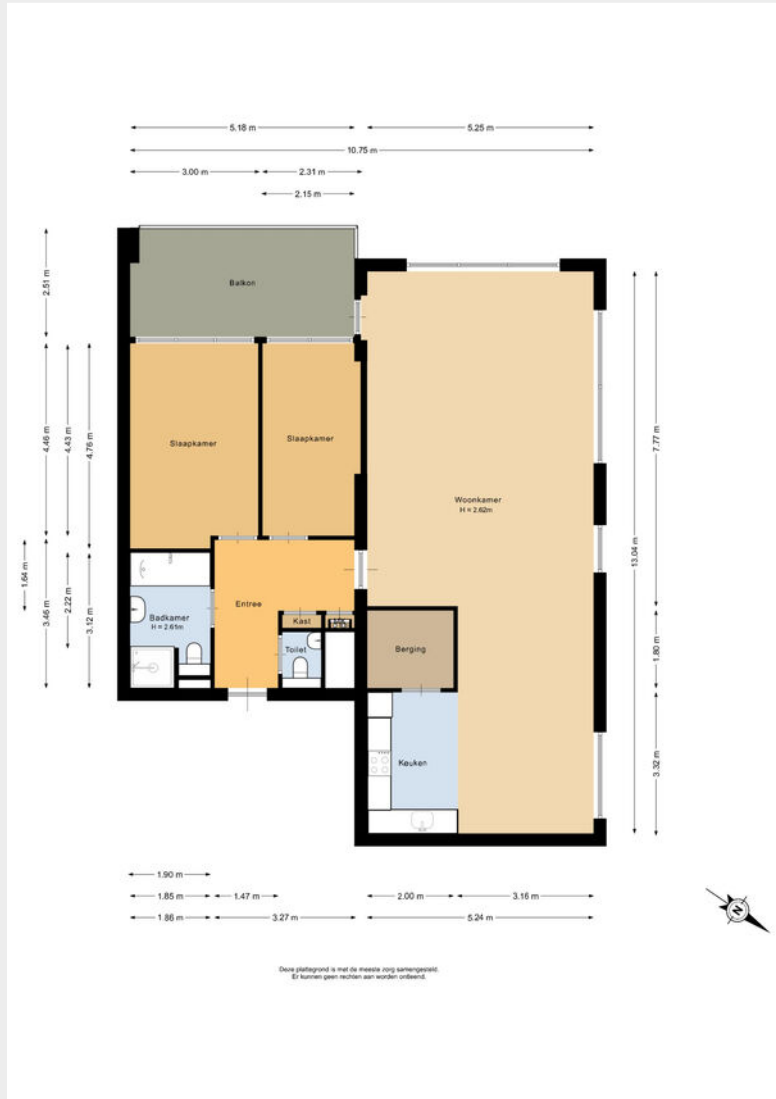 5.18 m
5.25 m
10.75 m
3.00 m
2.31 m
2.15 m
2.51 m
Balkon
4.46 m
4.43 m
4.76 m
Slaapkamer
Slaapkamer
Woonkamer
H = 2.62m
7.77 m
13.04 m
1.64 m
3.46 m
2.22 m
3.12 m
Badkamer
H = 2.61m
Entree
Kast
Toilet
Berging
1.80 m
Keuken
3.32 m
1.90 m
1.85 m
1.47 m
2.00 m
3.16 m
1.86 m
3.27 m
5.24 m
N
Deze plattegrond is met de meeste zorg samengesteld.
Er kunnen geen rechten aan worden ontleend.